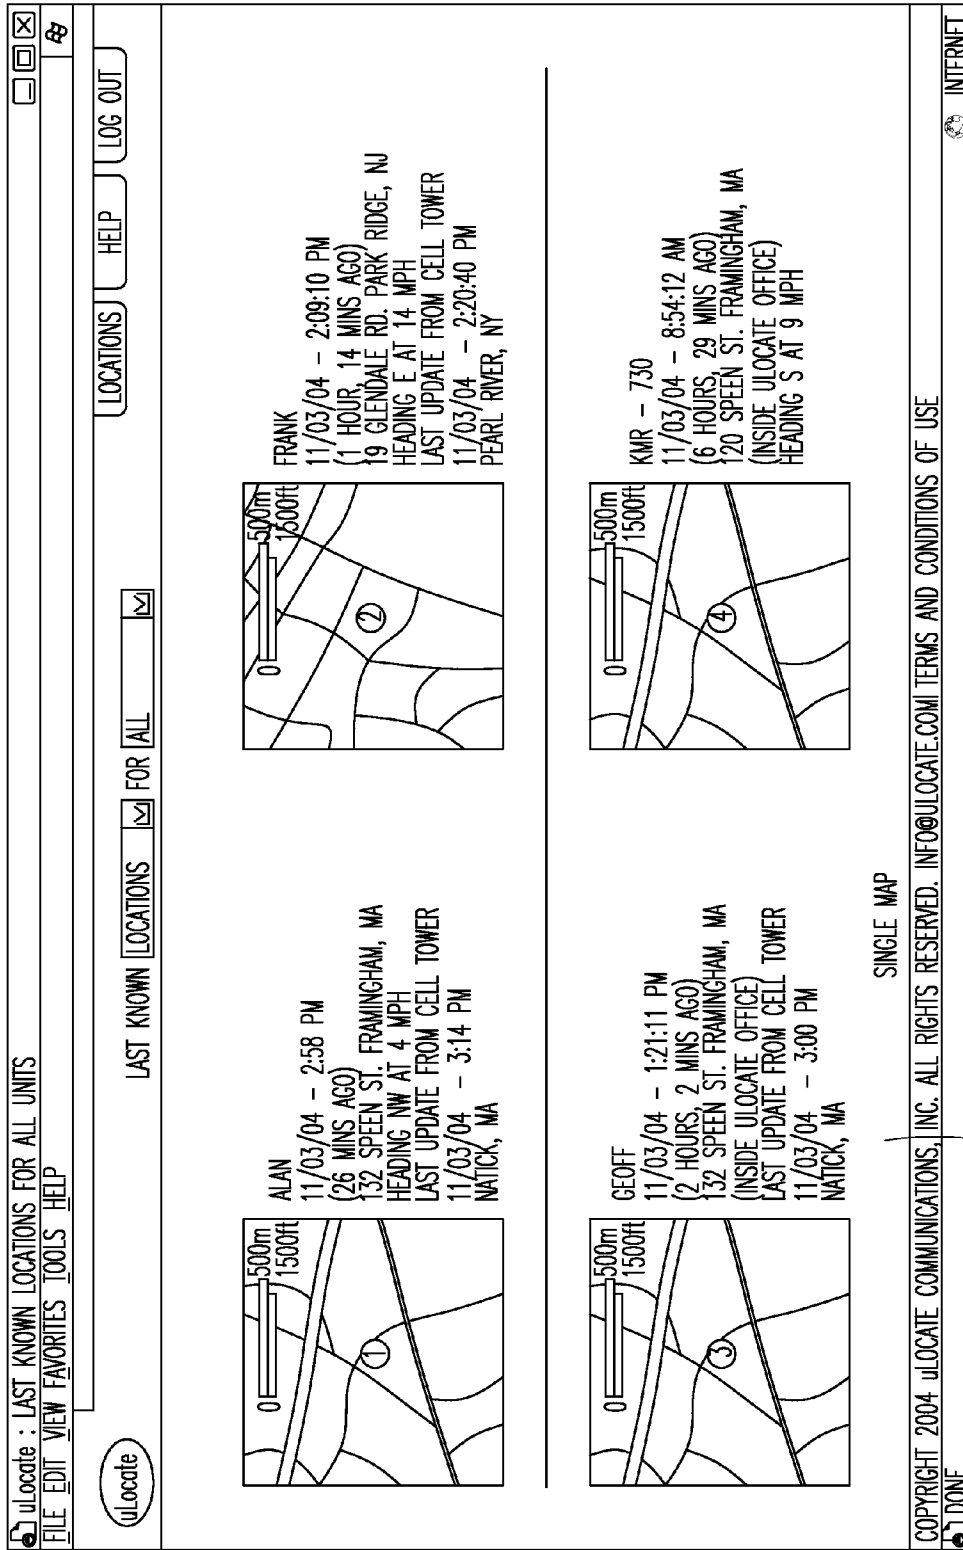 uLocate : LAST KNOWN LOCATIONS FOR ALL UNITS
FILE EDIT VIEW FAVORITES TOOLS HELP
uLocate
LOCATIONS HELP LOG OUT
LAST KNOWN LOCATIONS FOR ALL
0 500m
1500ft
1
ALAN
11/03/04 - 2:58 PM
(26 MINS AGO)
132 SPEEN ST. FRAMINGHAM, MA
HEADING NW AT 4 MPH
LAST UPDATE FROM CELL TOWER
11/03/04 - 3:14 PM
NATICK, MA
0 500m
1500ft
2
FRANK
11/03/04 - 2:09:10 PM
(1 HOUR, 14 MINS AGO)
19 GLENDALE RD. PARK RIDGE, NJ
HEADING E AT 14 MPH
LAST UPDATE FROM CELL TOWER
11/03/04 - 2:20:40 PM
PEARL RIVER, NY
0 500m
1500ft
3
GEOFF
11/03/04 - 1:21:11 PM
(2 HOURS, 2 MINS AGO)
132 SPEEN ST. FRAMINGHAM, MA
(INSIDE ULOCATE OFFICE)
LAST UPDATE FROM CELL TOWER
11/03/04 - 3:00 PM
NATICK, MA
0 500m
1500ft
4
KMR - 730
11/03/04 - 8:54:12 AM
(6 HOURS, 29 MINS AGO)
120 SPEEN ST. FRAMINGHAM, MA
(INSIDE ULOCATE OFFICE)
HEADING S AT 9 MPH
SINGLE MAP
COPYRIGHT 2004 uLOCATE COMMUNICATIONS, INC. ALL RIGHTS RESERVED. INFO@ULOCATE.COM| TERMS AND CONDITIONS OF USE
DONE INTERNET